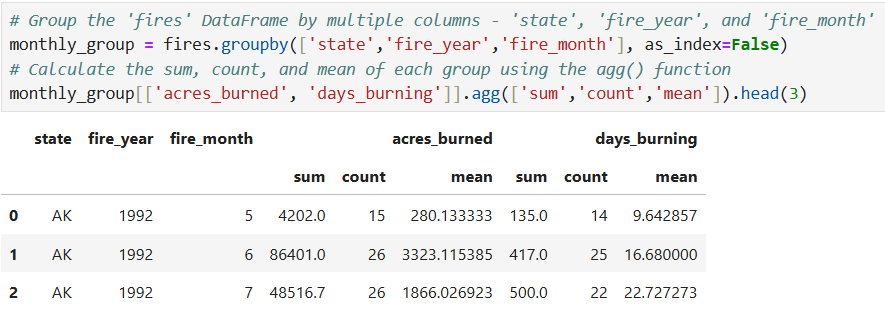 # Group the 'fires' DataFrame by multiple columns - 'state', 'fire_year', and 'fire_month'
monthly_group = fires.groupby(['state','fire_year','fire_month'], as_index=False)
# Calculate the sum, count, and mean of each group using the agg() function
monthly_group[['acres_burned', 'days_burning']].agg(['sum','count','mean']).head(3)
state fire_year fire_month acres_burned days_burning
sum count mean sum count mean
0 AK 1992 5 4202.0 15 280.133333 135.0 14 9.642857
1 AK 1992 6 86401.0 26 3323.115385 417.0 25 16.680000
2 AK 1992 7 48516.7 26 1866.026923 500.0 22 22.727273